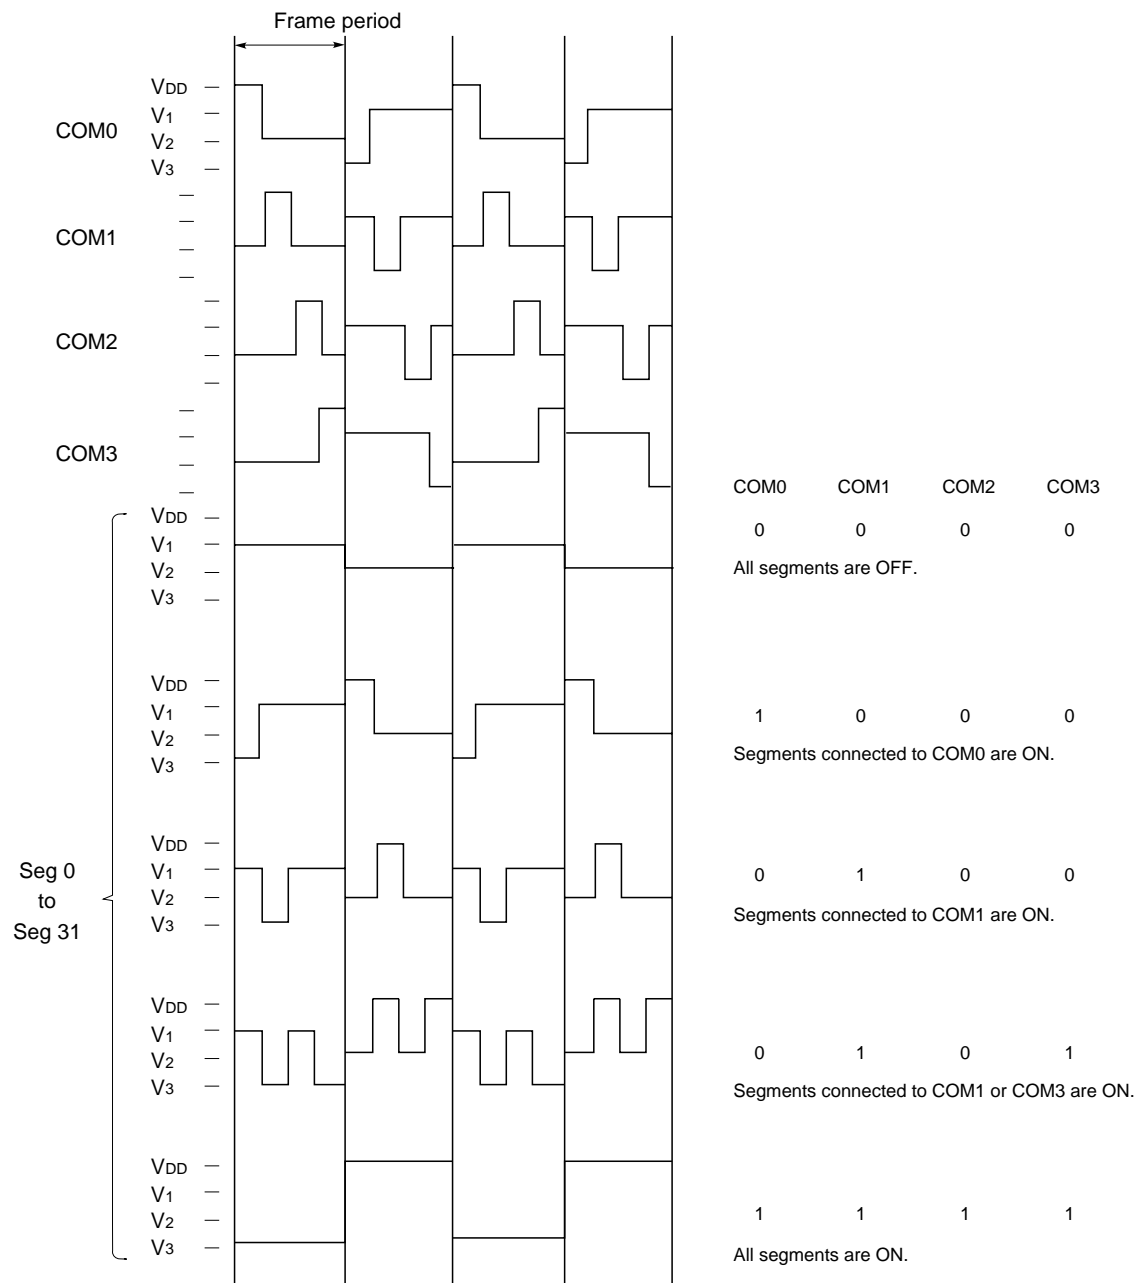 Frame period
VDD
V1
COM0
V2
V3
COM1
COM2
COM3
COM0 COM1 COM2 COM3
VDD
0 0 0 0
V1
V2
All segments are OFF.
V3
VDD
V1
1 0 0 0
V2
Segments connected to COM0 are ON.
V3
VDD
Seg 0
to
Seg 31
V1
0 1 0 0
V2
Segments connected to COM1 are ON.
V3
VDD
V1
V2
0 1 0 1
V3
Segments connected to COM1 or COM3 are ON.
VDD
V1
V2
1 1 1 1
V3
All segments are ON.